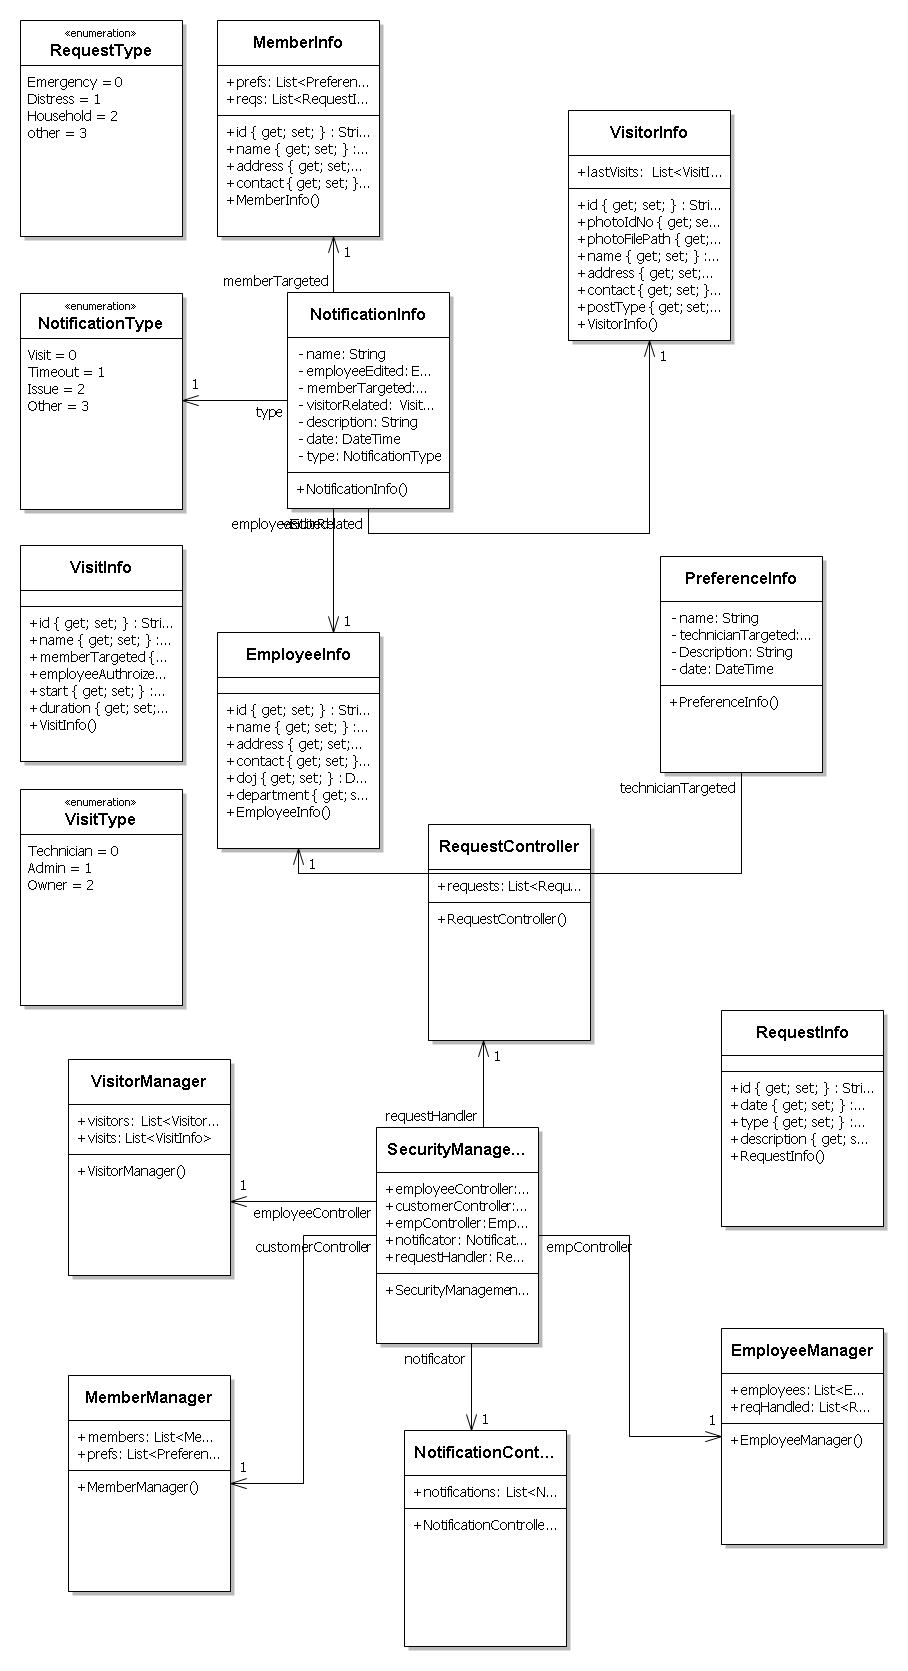 «enumeration»
RequestType
Emergency = 0
Distress = 1
Household = 2
other = 3
MemberInfo
+ prefs: List<Preferen...
+ reqs: List<RequestI...
+ id { get; set; } : Stri...
+ name { get; set; } :...
+ address { get; set;...
+ contact { get; set; }...
+ MemberInfo()
VisitorInfo
+ lastVisits: List<VisitI...
+ id { get; set; } : Stri...
+ photoIdNo { get; se...
+ photoFilePath { get;...
+ name { get; set; } :...
+ address { get; set;...
+ contact { get; set; }...
+ postType { get; set;...
+ VisitorInfo()
1
memberTargeted
«enumeration»
NotificationType
Visit = 0
Timeout = 1
Issue = 2
Other = 3
1
type
NotificationInfo
- name: String
- employeeEdited: E...
- memberTargeted:...
- visitorRelated: Visit...
- description: String
- date: DateTime
- type: NotificationType
+ NotificationInfo()
1
employeeEdited
visitorRelated
1
VisitInfo
+ id { get; set; } : Stri...
+ name { get; set; } :...
+ memberTargeted {...
+ employeeAuthroize...
+ start { get; set; } :...
+ duration { get; set;...
+ VisitInfo()
EmployeeInfo
+ id { get; set; } : Stri...
+ name { get; set; } :...
+ address { get; set;...
+ contact { get; set; }...
+ doj { get; set; } : D...
+ department { get; s...
+ EmployeeInfo()
PreferenceInfo
- name: String
- technicianTargeted:...
- Description: String
- date: DateTime
+ PreferenceInfo()
technicianTargeted
1
«enumeration»
VisitType
Technician = 0
Admin = 1
Owner = 2
RequestController
+ requests: List<Requ...
+ RequestController()
1
requestHandler
RequestInfo
+ id { get; set; } : Stri...
+ date { get; set; } :...
+ type { get; set; } :...
+ description { get; s...
+ RequestInfo()
VisitorManager
+ visitors: List<Visitor...
+ visits: List<VisitInfo>
+ VisitorManager()
1
employeeController
customerController
SecurityManage...
+ employeeController:...
+ customerController:...
+ empController: Emp...
+ notificator: Notificat...
+ requestHandler: Re...
+ SecurityManagemen...
empController
notificator
1
EmployeeManager
+ employees: List<E...
+ reqHandled: List<R...
+ EmployeeManager()
1
MemberManager
+ members: List<Me...
+ prefs: List<Preferen...
+ MemberManager()
1
NotificationCont...
+ notifications: List<N...
+ NotificationControlle...